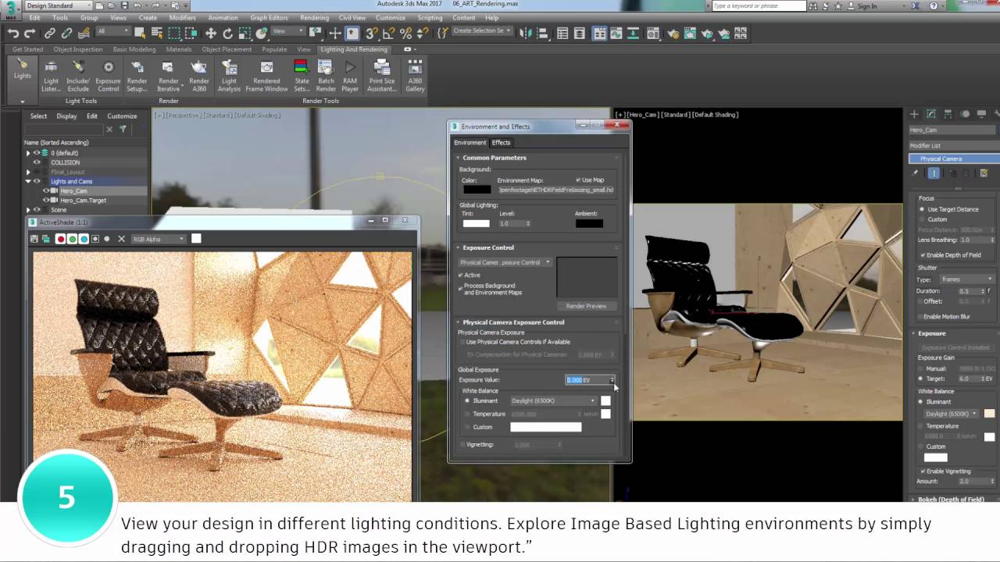 Design Standard
Autodesk 3ds Max 2017 06_ART_Rendering.max
Type a keyword or phrase
Sign In
MAX
Edit Tools Group Views Create Modifiers Animation Graph Editors Rendering Civil View Customize Scripting Content Help
All
View
Create Selection Se
Get Started Object Inspection Basic Modeling Materials Object Placement Populate View Lighting And Rendering
Lights
Light Lister...
Include/ Exclude
Exposure Control
Render Setup...
Render Iterative
Render A360
Light Analysis
Rendered Frame Window
State Sets...
Batch Render
RAM Player
Print Size Assistant...
A360 Gallery
Light Tools Render Render Tools
Select Display Edit Customize
Name (Sorted Ascending)
0 (default)
COLLISION
FInal_Layout
Lights and Cams
Hero_Cam
Hero_Cam.Target
Scene
[+] [Perspective] [Standard] [Default Shading]
[+] [Hero_Cam] [Standard] [Default Shading]
ActiveShade (1:1)
RGB Alpha
Environment and Effects
Environment Effects
Common Parameters
Background:
Color: Environment Map: Use Map
Global Lighting:
Tint: Level: Ambient:
1.0
Exposure Control
Physical Camer..posure Control
Active
Process Background
and Environment Maps
Render Preview
Physical Camera Exposure Control
Physical Camera Exposure
Use Physical Camera Controls if Available
EV Compensation for Physical Cameras: 0.000 EV
Global Exposure
Exposure Value: EV
White Balance
Illuminant Daylight (6500K)
Temperature 6500.000 kelvin
Custom
Vignetting: 1.000
Hero_Cam
Modifier List
Physical Camera
Focus
Use Target Distance
Custom
Focus Distance:
Lens Breathing: 1.0
Enable Depth of Field
Shutter
Type: frames
Duration: 0.5 f
Offset: 0.0 f
Enable Motion Blur
Exposure
Exposure Control Installed
Exposure Gain
Manual: ISO
Target: 6.0 EV
White Balance
Illuminant
Daylight (6500K)
Temperature
6500.0 kelvin
Custom
Enable Vignetting
Amount: 2.0
Bokeh (Depth of Field)
5
View your design in different lighting conditions. Explore Image Based Lighting environments by simply
dragging and dropping HDR images in the viewport.”